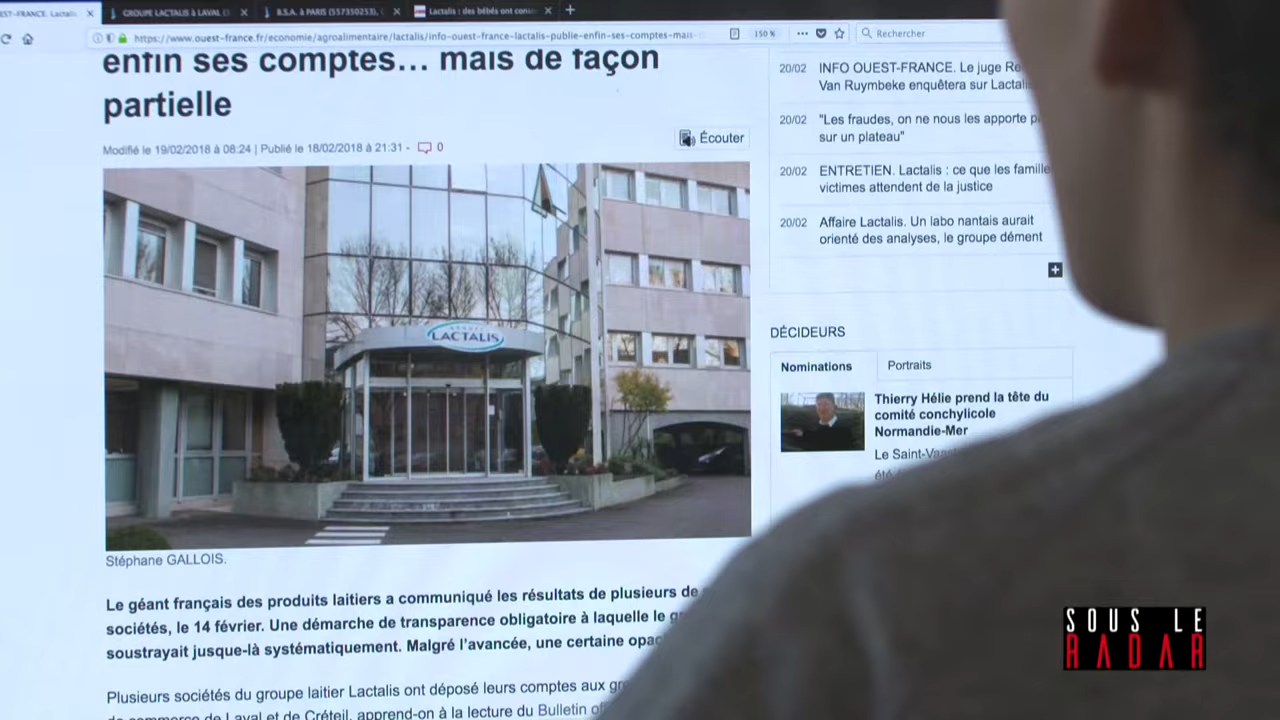 OUEST-FRANCE. Lactalis
GROUPE LACTALIS à LAVAL
B.S.A. à PARIS (557350253),
Lactalis : des bébés ont
https://www.ouest-france.fr/economie/agroalimentaire/lactalis/info-ouest-france-lactalis-publie-enfin-ses-comptes-mais-
150 %
Rechercher
enfin ses comptes… mais de façon
partielle
Modifié le 19/02/2018 à 08:24 | Publié le 18/02/2018 à 21:31 - 0
Écouter
GROUPE
LACTALIS
Stéphane GALLOIS.
Le géant français des produits laitiers a communiqué les résultats de plusieurs de
sociétés, le 14 février. Une démarche de transparence obligatoire à laquelle le
soustrayait jusque-là systématiquement. Malgré l'avancée, une certaine
Plusieurs sociétés du groupe laitier Lactalis ont déposé leurs comptes aux
de commerce de Laval et de Créteil, apprend-on à la lecture du Bulletin
20/02 INFO OUEST-FRANCE. Le juge
Van Ruymbeke enquêtera sur
20/02 "Les fraudes, on ne nous les apporte
sur un plateau"
20/02 ENTRETIEN. Lactalis : ce que les famille
victimes attendent de la justice
20/02 Affaire Lactalis. Un labo nantais aurait
orienté des analyses, le groupe dément
DÉCIDEURS
Nominations
Portraits
Thierry Hélie prend la tête du
comité conchylicole
Normandie-Mer
Le
été
SOUS LE
RADAR